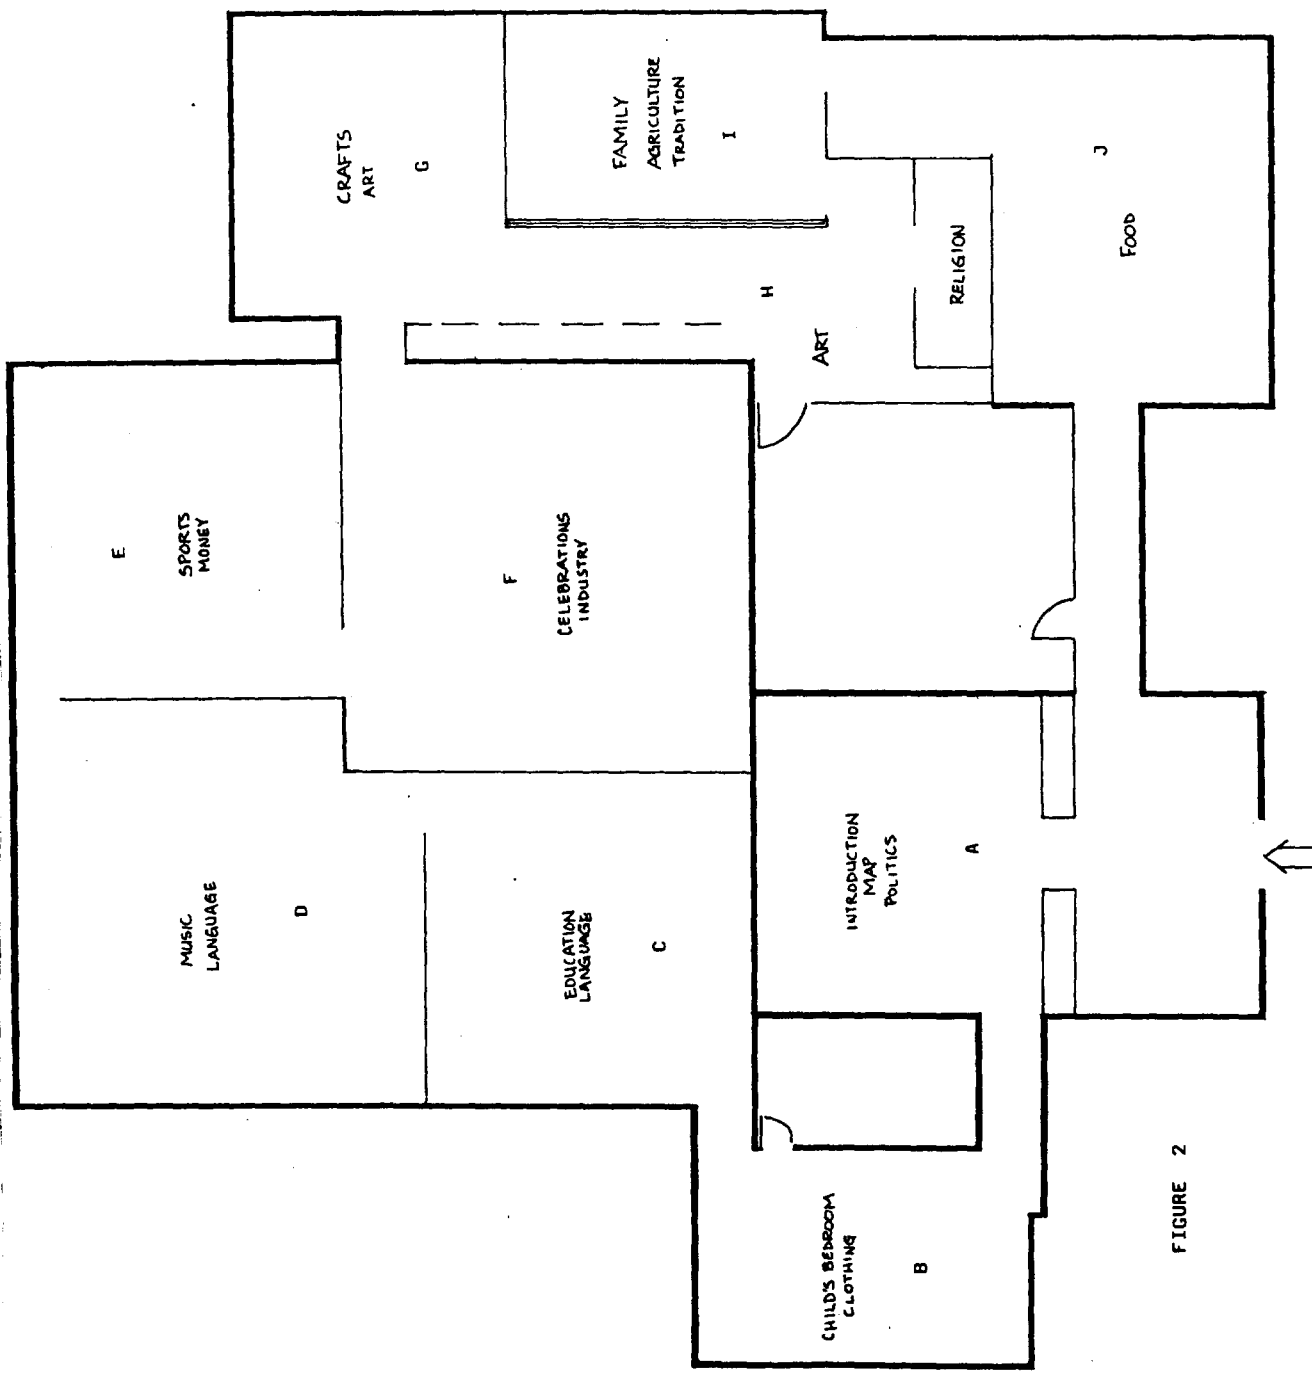 INTRODUCTION
MAP
POLITICS
A
CHILD'S BEDROOM
CLOTHING
B
EDUCATION
LANGUAGE
C
MUSIC
LANGUAGE
D
E
SPORTS
MONEY
F
CELEBRATIONS
INDUSTRY
CRAFTS
ART
G
H
ART
FAMILY
AGRICULTURE
TRADITION
I
RELIGION
J
FOOD
FIGURE 2